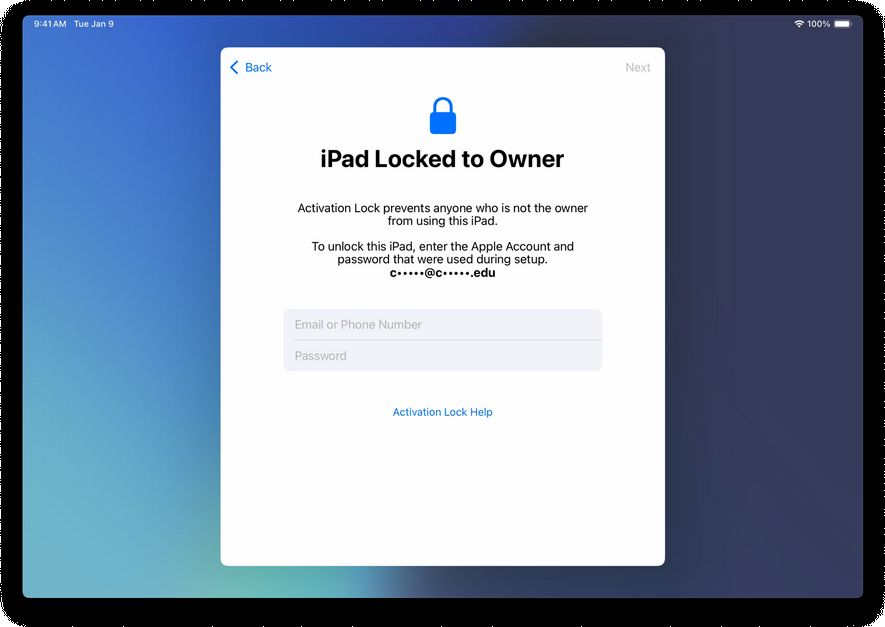 9:41 AM Tue Jan 9
100%
Back
Next
iPad Locked to Owner
Activation Lock prevents anyone who is not the owner
from using this iPad.
To unlock this iPad, enter the Apple Account and
password that were used during setup.
c•••••@c•••••.edu
Email or Phone Number
Password
Activation Lock Help